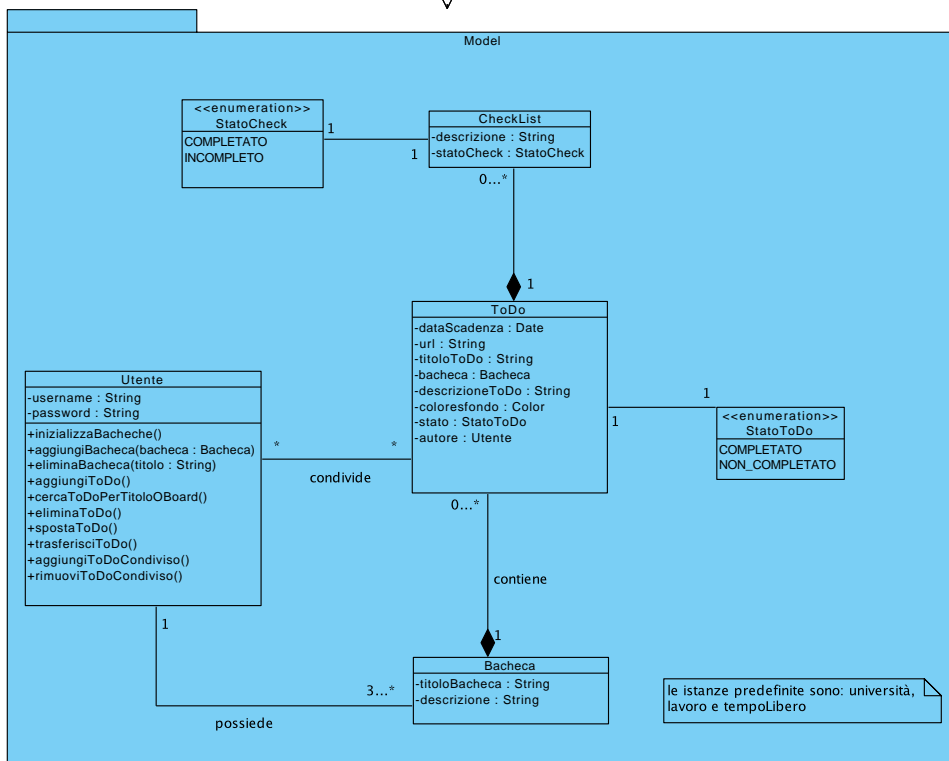 Model
<<enumeration>>
StatoCheck
COMPLETATO
INCOMPLETO
1
1
CheckList
-descrizione : String
-statoCheck : StatoCheck
0...*
1
ToDo
-dataScadenza : Date
-url : String
-titoloToDo : String
-bacheca : Bacheca
-descrizioneToDo : String
-coloresfondo : Color
-stato : StatoToDo
-autore : Utente
1
1
<<enumeration>>
StatoToDo
COMPLETATO
NON_COMPLETATO
Utente
-username : String
-password : String
+inizializzaBacheche()
+aggiungiBacheca(bacheca : Bacheca)
+eliminaBacheca(titolo : String)
+aggiungiToDo()
+cercaToDoPerTitoloOBoard()
+eliminaToDo()
+spostaToDo()
+trasferisciToDo()
+aggiungiToDoCondiviso()
+rimuoviToDoCondiviso()
*
*
condivide
0...*
contiene
1
1
3...*
possiede
Bacheca
-titoloBacheca : String
-descrizione : String
le istanze predefinite sono: università,
lavoro e tempoLibero